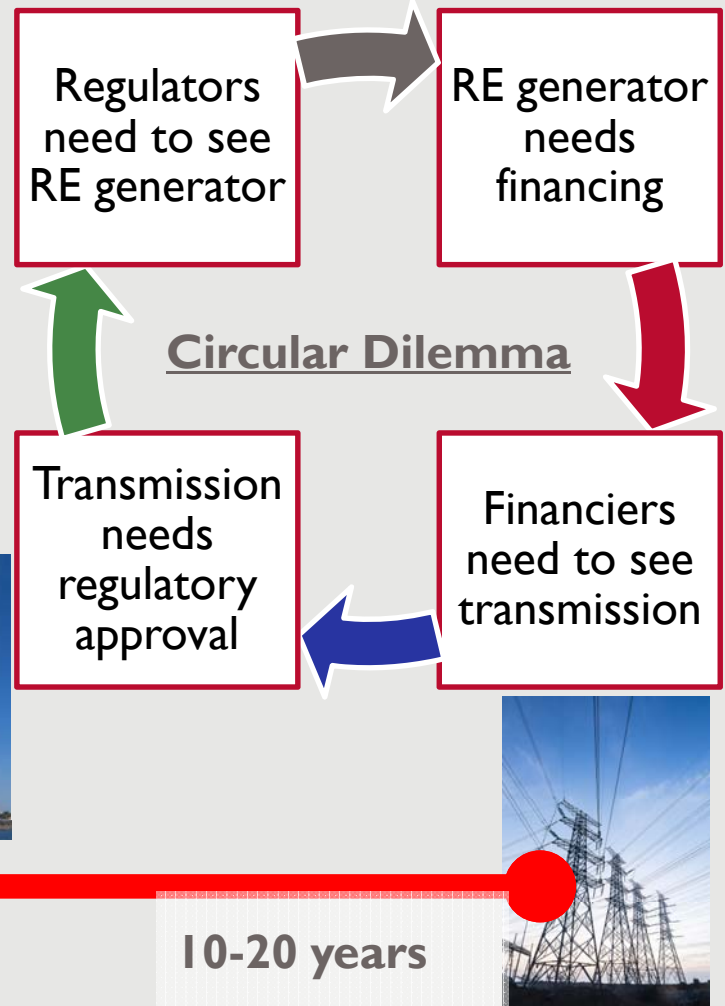 Regulators
need to see
RE generator
RE generator
needs
financing
Circular Dilemma
Transmission
needs
regulatory
approval
Financiers
need to see
transmission
10-20 years